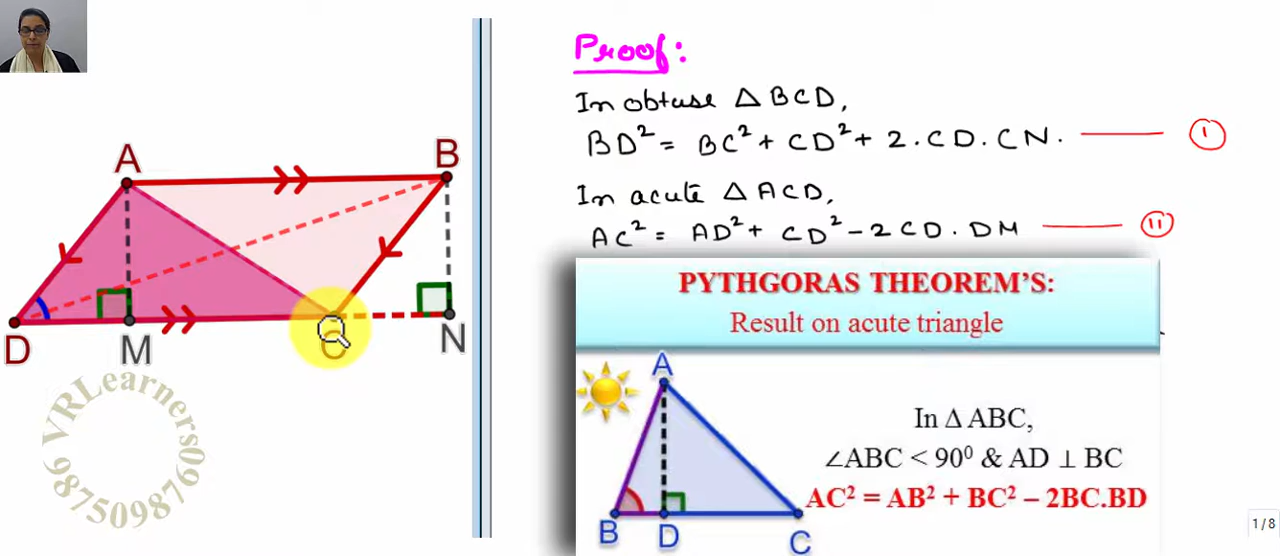 A
B
D
M
C
N
VRLearners
9875098760
Proof:
In obtuse △ BCD,
BD² = BC² + CD² + 2.CD.CN. —— I
In acute △ ACD,
AC² = AD² + CD² - 2CD.DM —— II
PYTHGORAS THEOREM'S:
Result on acute triangle
A
B
D
C
In Δ ABC,
∠ABC < 90⁰ & AD ⊥ BC
AC² = AB² + BC² – 2BC.BD
1/8